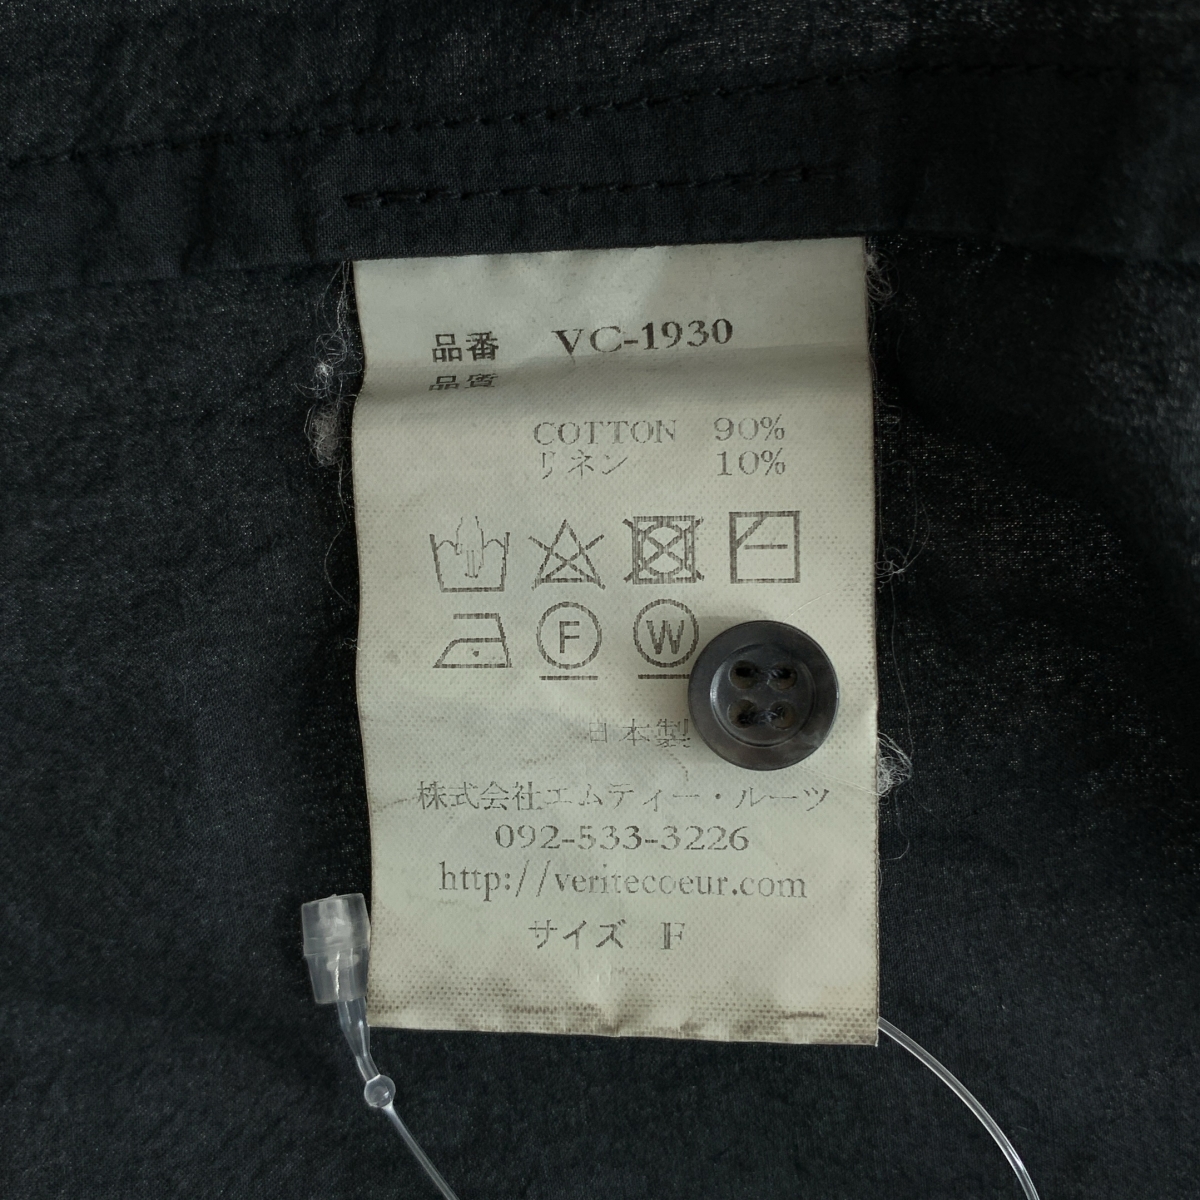 品番 VC-1930
品質
COTTON 90%
リネン 10%
F W
日本製
株式会社エムティー・ルーツ
092-533-3226
http://veritecoeur.com
サイズ F